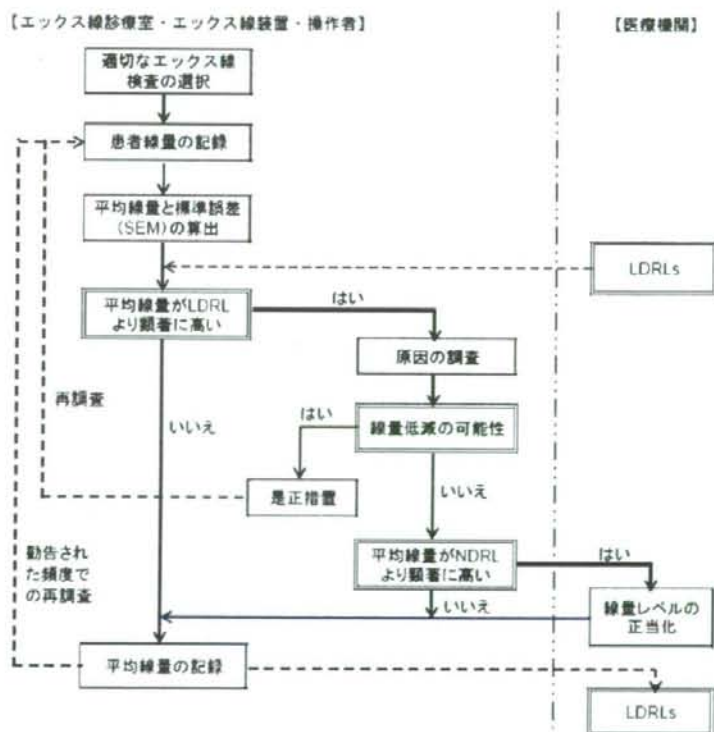 【エックス線診療室・エックス線装置・操作者】
【医療機関】
適切なエックス線
検査の選択
患者線量の記録
平均線量と標準誤差
(SEM)の算出
LDRLs
平均線量がLDRL
より顕著に高い
はい
原因の調査
再調査
いいえ
はい
線量低減の可能性
是正措置
いいえ
勧告され
た頻度で
の再調査
平均線量がNDRL
より顕著に高い
はい
いいえ
線量レベルの
正当化
平均線量の記録
LDRLs